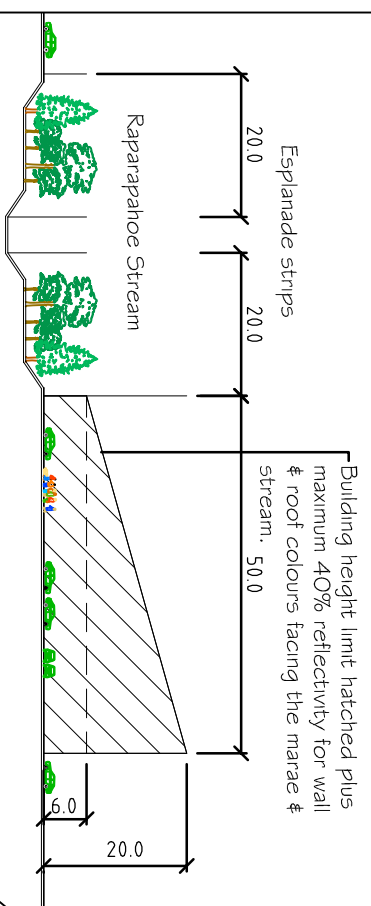 Building height limit hatched plus
maximum 40% reflectivity for wall
& roof colours facing the marae &
stream.
Esplanade strips
20.0
20.0
50.0
Raparapahoe Stream
6.0
20.0